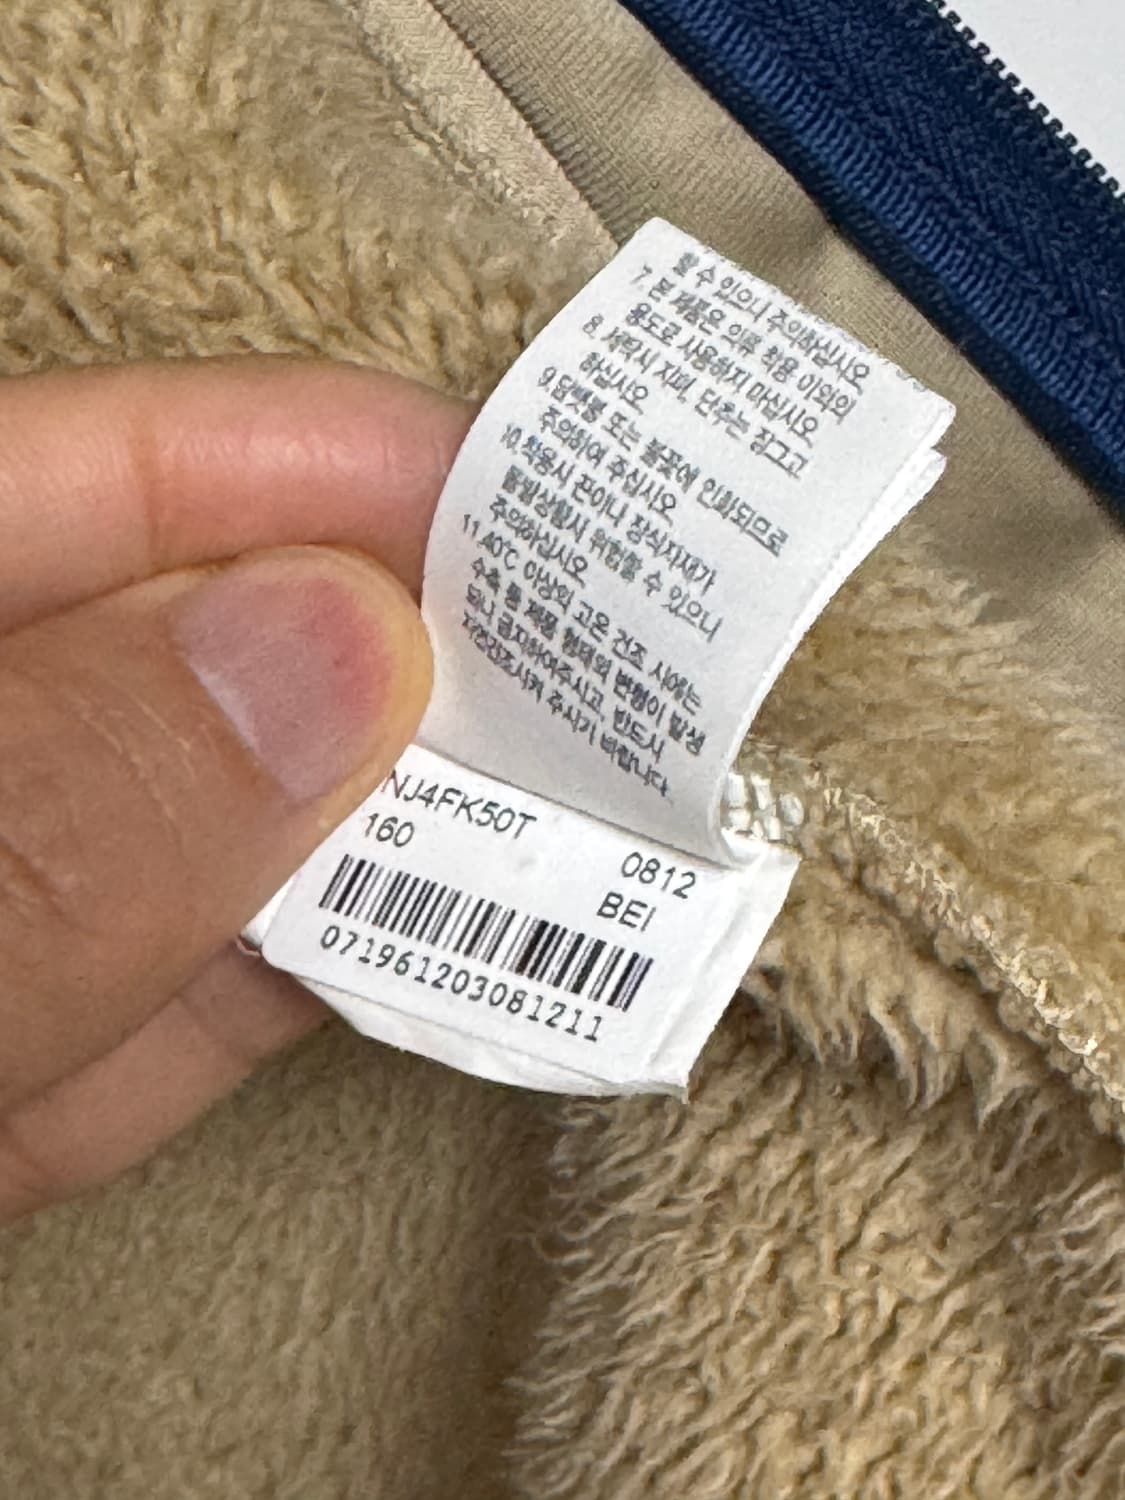 할 수 있으니 주의하십시오
7. 본 제품은 의류 착용 이외의
용도로 사용하지 마십시오
8. 세탁시 지퍼, 단추는 잠그고
하십시오
9. 담뱃불 또는 불꽃에 인화되므로
주의하여 주십시오
10. 착용시 끈이나 장식자재가
돌발상황시 위험할 수 있으니
주의하십시오
11. 40℃ 이상의 고온 건조 시에는
수축 및 제품 형태의 변형이 발생
되니 금지하여주시고, 반드시
자연건조시켜 주시기 바랍니다.
NJ4FK50T
160 0812
BEI
071961203081211